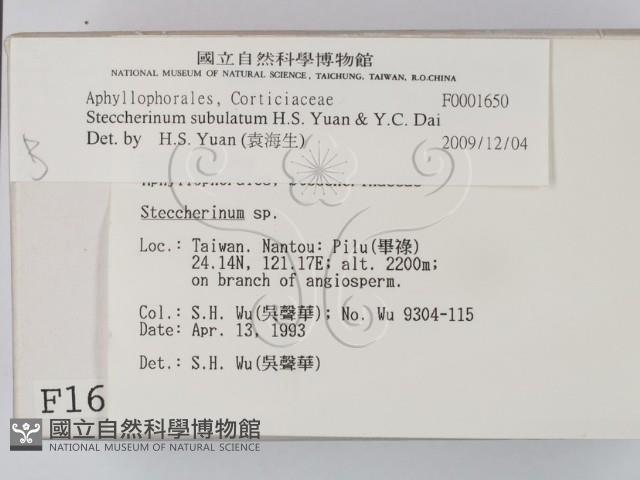 國立自然科學博物館
NATIONAL MUSEUM OF NATURAL SCIENCE, TAICHUNG, TAIWAN, R.O.CHINA
Aphyllophorales, Corticiaceae F0001650
Steccherinum subulatum H.S. Yuan & Y.C. Dai
Det. by H.S. Yuan (袁海生) 2009/12/04
B
Aphyllophorales, Steccherinaceae
Steccherinum sp.
Loc.: Taiwan. Nantou: Pilu(畢祿)
24.14N, 121.17E; alt. 2200m;
on branch of angiosperm.
Col.: S.H. Wu(吳聲華); No. Wu 9304-115
Date: Apr. 13, 1993
Det.: S.H. Wu(吳聲華)
F16
國立自然科學博物館
NATIONAL MUSEUM OF NATURAL SCIENCE